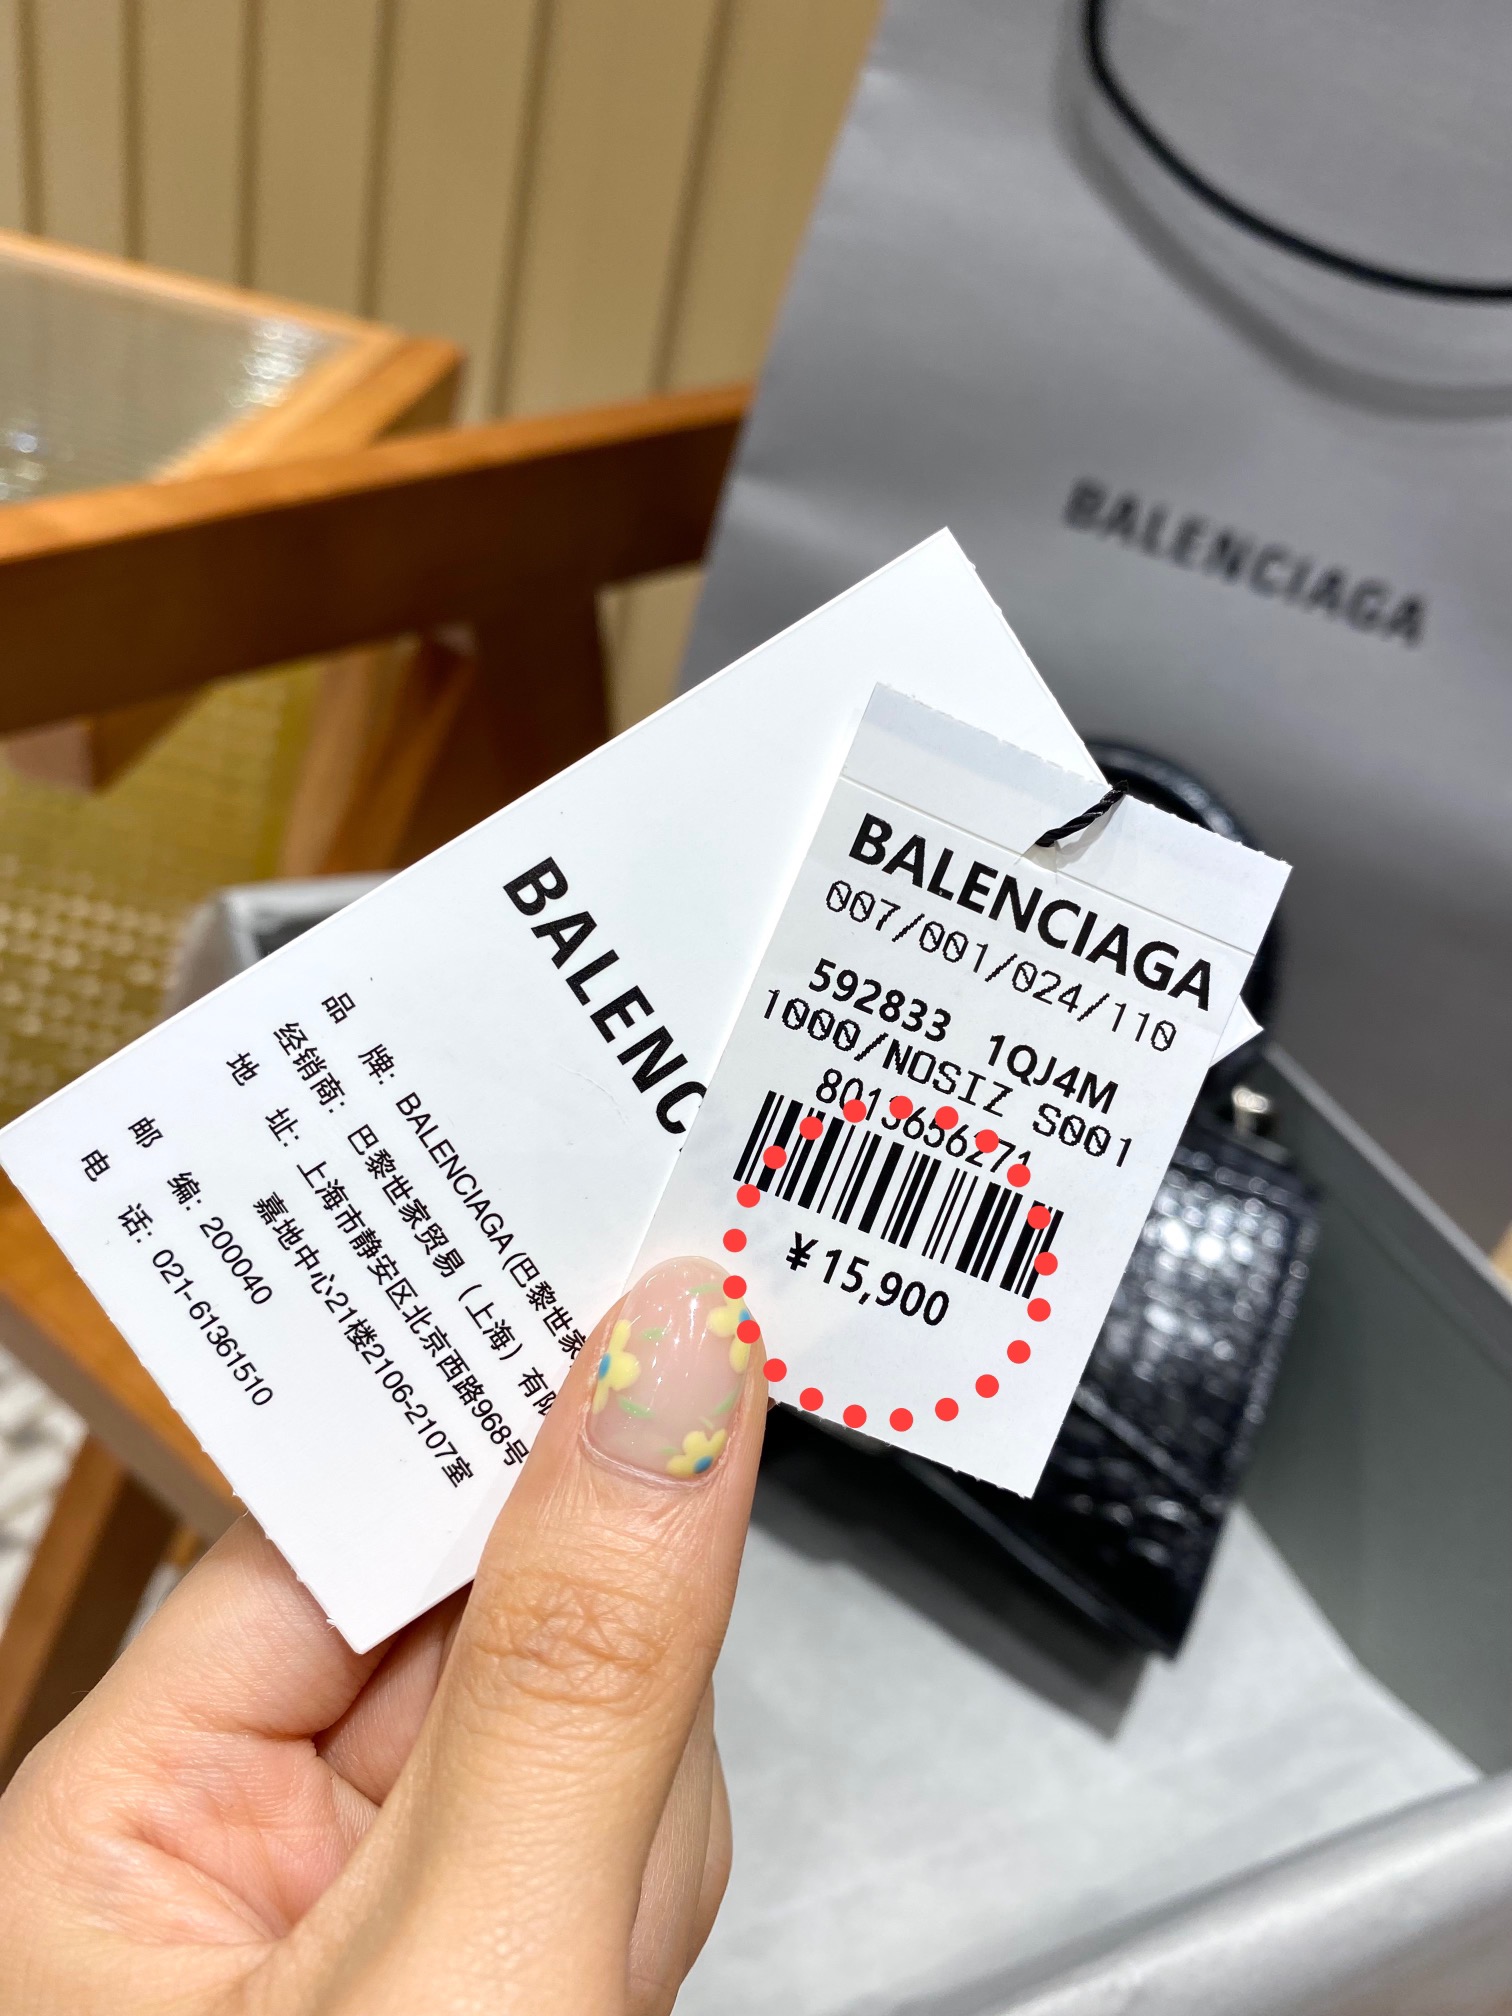 BALENCIAGA
BALENC
品 牌: BALENCIAGA (巴黎世家
经销商: 巴黎世家贸易（上海）有限
地 址: 上海市静安区北京西路968号
嘉地中心21楼2106-2107室
邮 编: 200040
电 话: 021-61361510
BALENCIAGA
007/001/024/110
592833 1QJ4M
1000/NOSIZ S001
8013656271
¥15,900